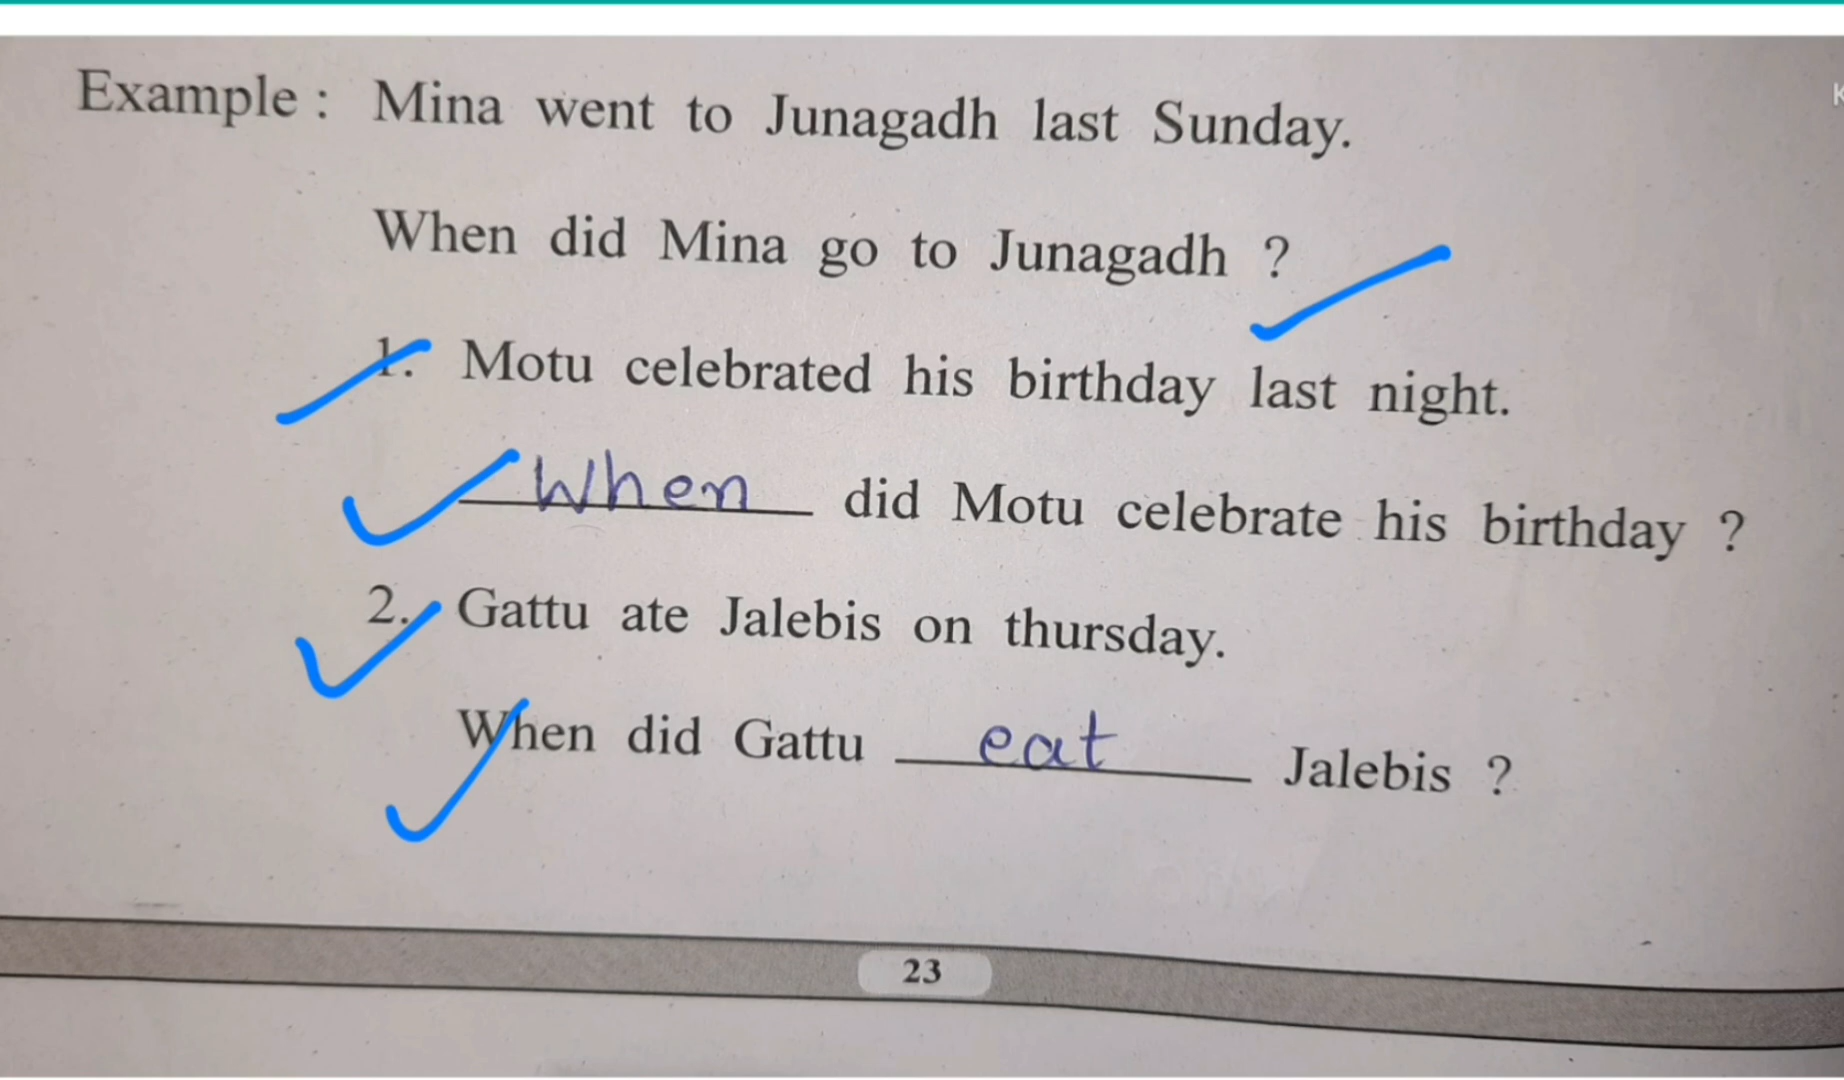 Example : Mina went to Junagadh last Sunday.
When did Mina go to Junagadh ?
1. Motu celebrated his birthday last night.
When did Motu celebrate his birthday ?
2. Gattu ate Jalebis on thursday.
When did Gattu eat Jalebis ?
23